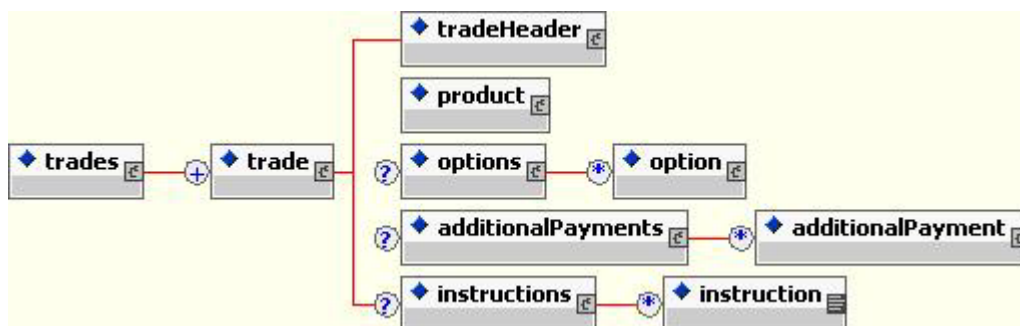 tradeHeader
product
trades + trade ? options * option
? additionalPayments * additionalPayment
? instructions * instruction